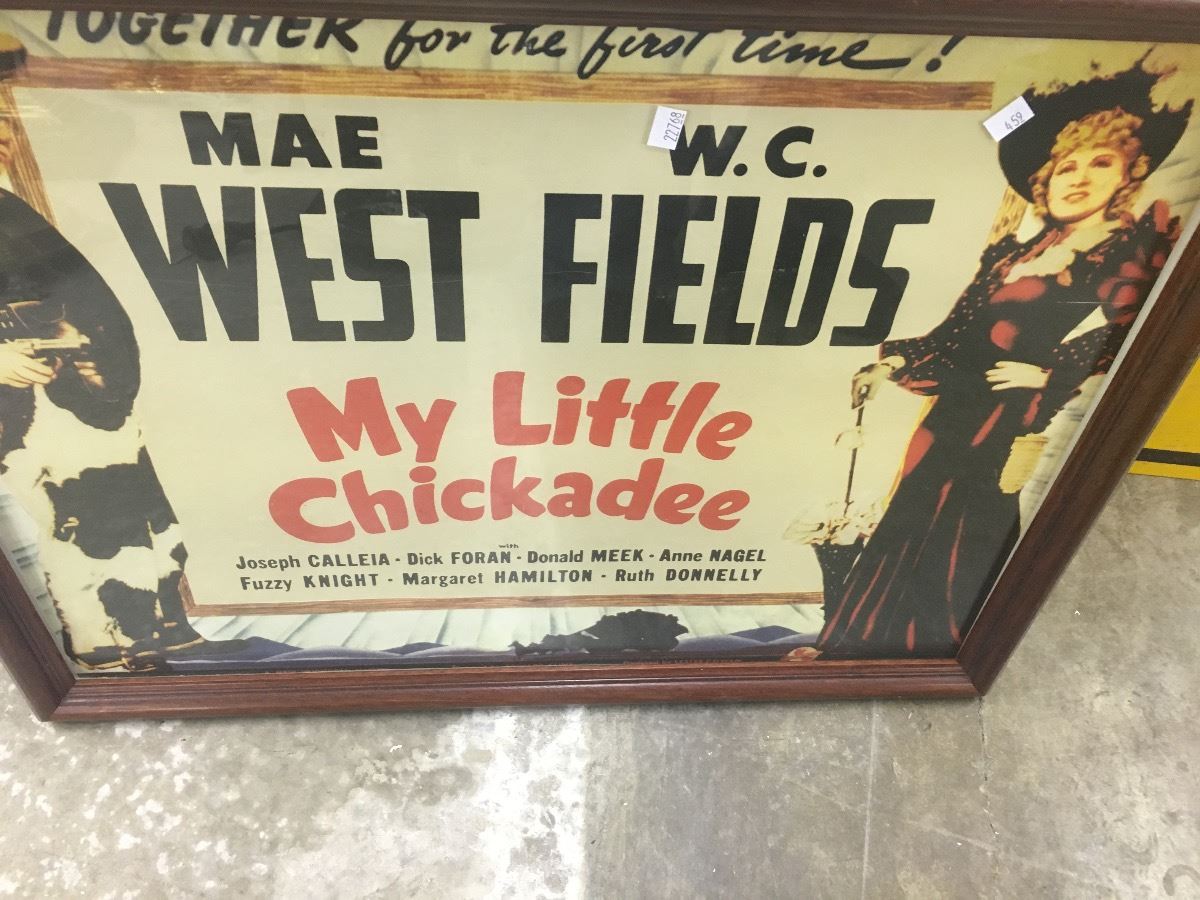 TOGETHER for the first time!
MAE
W.C.
WEST FIELDS
22768
459
My Little
Chickadee
with
Joseph CALLEIA - Dick FORAN - Donald MEEK - Anne NAGEL
Fuzzy KNIGHT - Margaret HAMILTON - Ruth DONNELLY